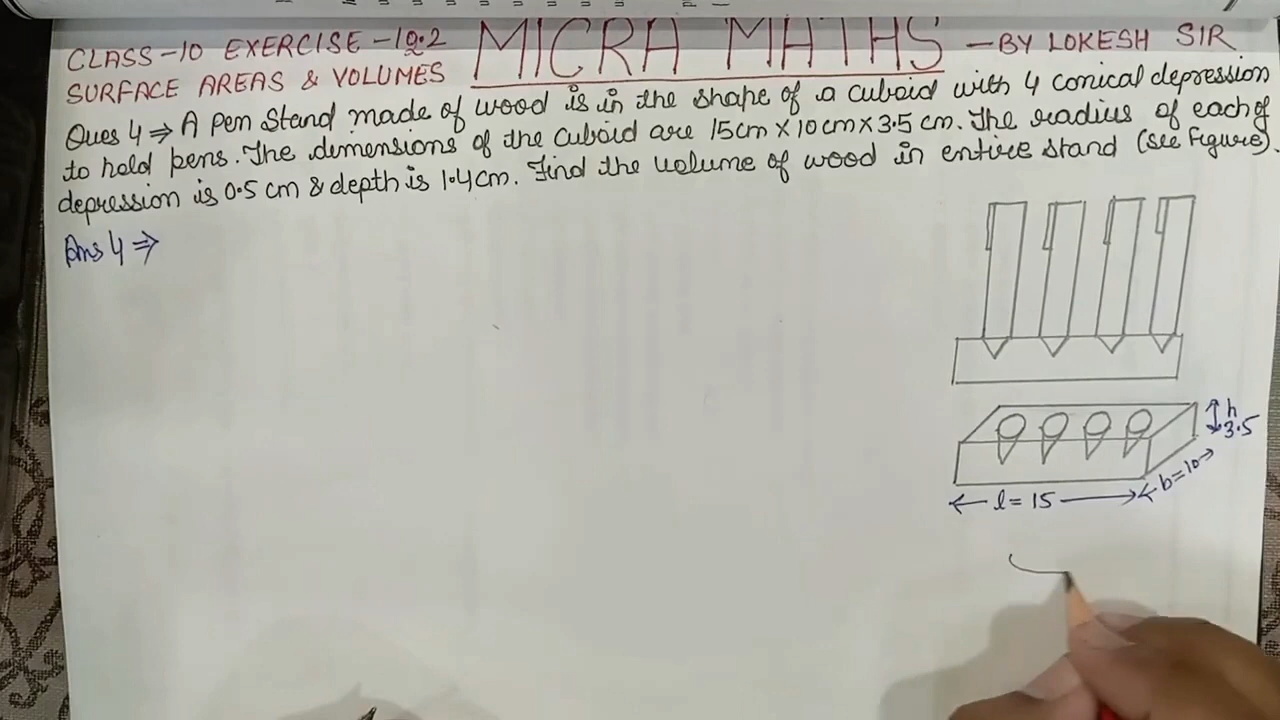 CLASS-10 EXERCISE-12.2 MICRA MATHS - BY LOKESH SIR
SURFACE AREAS & VOLUMES
Ques 4 ⇒ A Pen Stand made of wood is in the shape of a cuboid with 4 conical depression
to hold pens. The dimensions of the cuboid are 15cm × 10cm × 3.5 cm. The radius of each of
depression is 0.5 cm & depth is 1.4cm. Find the volume of wood in entire stand (see Figure).
Ans 4 ⇒
h
3.5
b=10
l=15